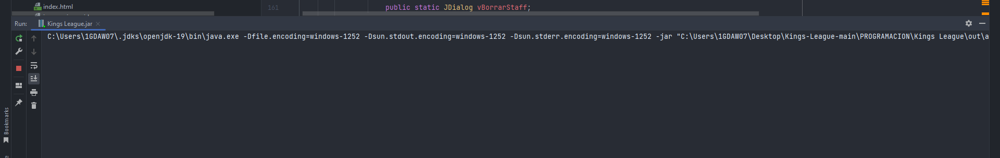 index.html
161
public static JDialog vBorrarStaff;
Run:
Kings League.jar
C:\Users\1GDAW07\.jdks\openjdk-19\bin\java.exe -Dfile.encoding=windows-1252 -Dsun.stdout.encoding=windows-1252 -Dsun.stderr.encoding=windows-1252 -jar "C:\Users\1GDAW07\Desktop\Kings-League-main\PROGRAMACION\Kings League\out\a
Bookmarks